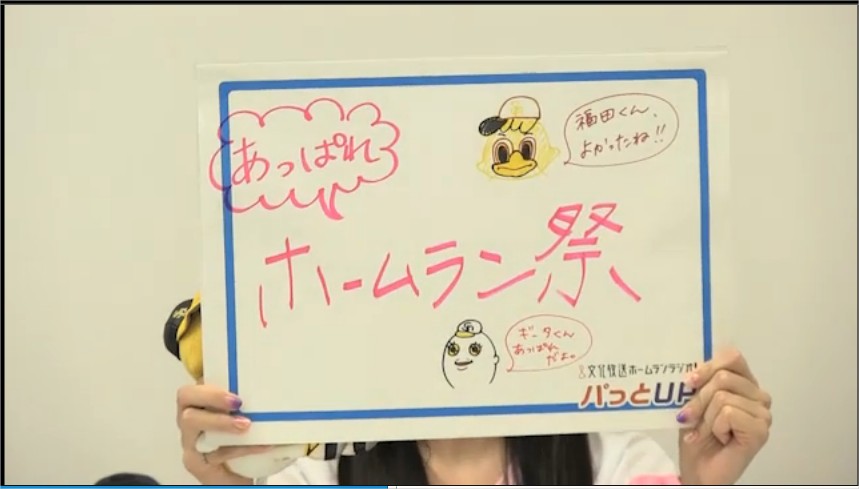 あっぱれ
福田くん、
よかったね!!
ホームラン祭
ギータくん
あっぱれ
だよ。
文化放送ホームランラジオ!
パっとUP